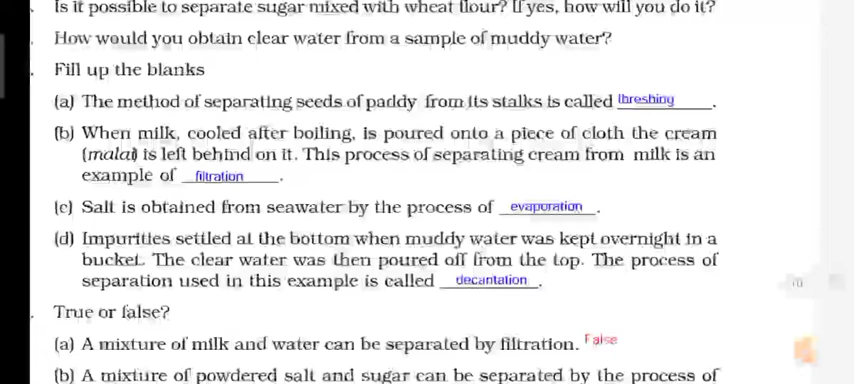 Is it possible to separate sugar mixed with wheat flour? If yes, how will you do it?
How would you obtain clear water from a sample of muddy water?
Fill up the blanks
(a) The method of separating seeds of paddy from its stalks is called threshing.
(b) When milk, cooled after boiling, is poured onto a piece of cloth the cream
(malai) is left behind on it. This process of separating cream from milk is an
example of filtration.
(c) Salt is obtained from seawater by the process of evaporation.
(d) Impurities settled at the bottom when muddy water was kept overnight in a
bucket. The clear water was then poured off from the top. The process of
separation used in this example is called decantation.
True or false?
(a) A mixture of milk and water can be separated by filtration. False
(b) A mixture of powdered salt and sugar can be separated by the process of